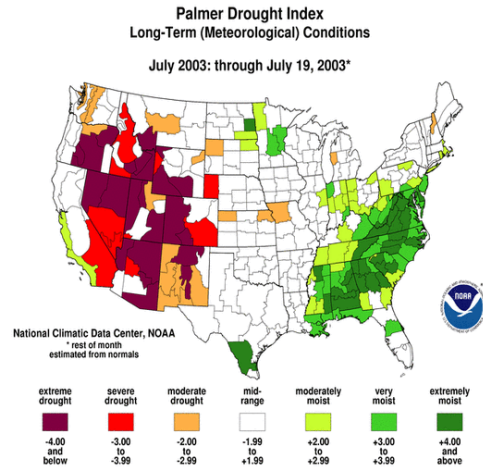 Palmer Drought Index
Long-Term (Meteorological) Conditions
July 2003: through July 19, 2003*
NOAA
National Climatic Data Center, NOAA
* rest of month
estimated from normals
extreme drought
severe drought
moderate drought
mid-range
moderately moist
very moist
extremely moist
-4.00 and below
-3.00 to -3.99
-2.00 to -2.99
-1.99 to +1.99
+2.00 to +2.99
+3.00 to +3.99
+4.00 and above